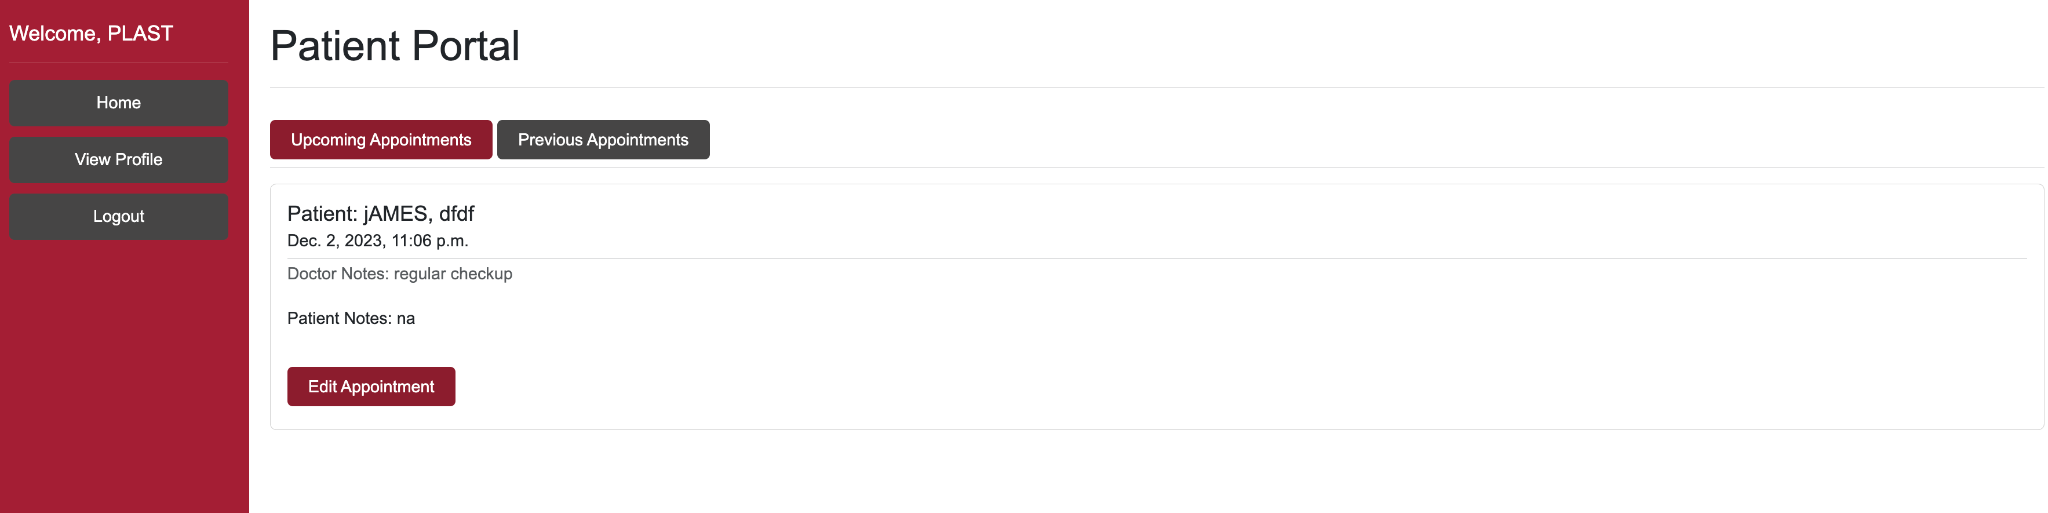 Welcome, PLAST
Home
View Profile
Logout
Patient Portal
Upcoming Appointments
Previous Appointments
Patient: jAMES, dfdf
Dec. 2, 2023, 11:06 p.m.
Doctor Notes: regular checkup
Patient Notes: na
Edit Appointment